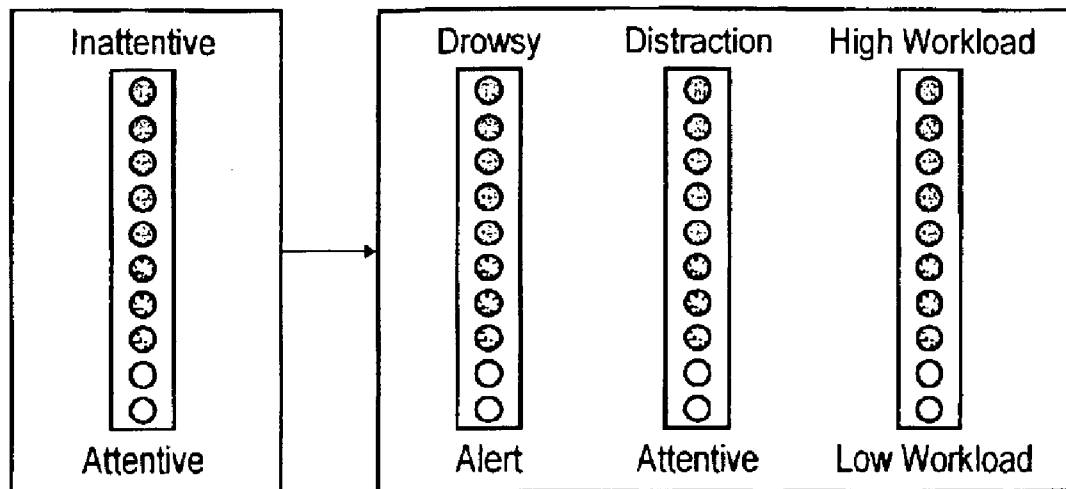 Inattentive
Drowsy
Distraction
High Workload
Attentive
Alert
Attentive
Low Workload